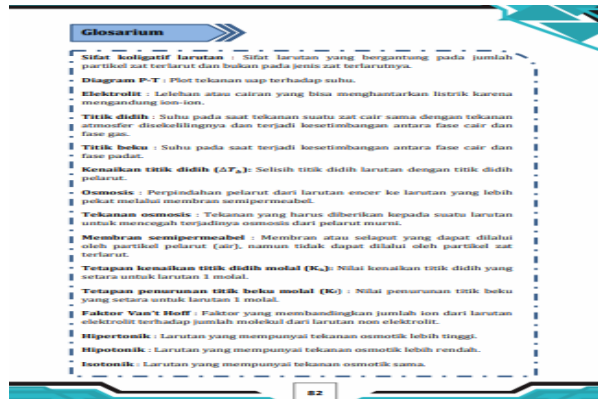 Glosarium
Sifat koligatif larutan : Sifat larutan yang bergantung pada jumlah
partikel zat terlarut dan bukan pada jenis zat terlarutnya.
Diagram P-T : Plot tekanan uap terhadap suhu.
Elektrolit : Lelehan atau cairan yang bisa menghantarkan listrik karena
mengandung ion-ion.
Titik didih : Suhu pada saat tekanan suatu zat cair sama dengan tekanan
atmosfer disekelilingnya dan terjadi kesetimbangan antara fase cair dan
fase gas.
Titik beku : Suhu pada saat terjadi kesetimbangan antara fase cair dan
fase padat.
Kenaikan titik didih (ΔT_b): Selisih titik didih larutan dengan titik didih
pelarut.
Osmosis : Perpindahan pelarut dari larutan encer ke larutan yang lebih
pekat melalui membran semipermeabel.
Tekanan osmosis : Tekanan yang harus diberikan kepada suatu larutan
untuk mencegah terjadinya osmosis dari pelarut murni.
Membran semipermeabel : Membran atau selaput yang dapat dilalui
oleh partikel pelarut (air), namun tidak dapat dilalui oleh partikel zat
terlarut.
Tetapan kenaikan titik didih molal (K_b): Nilai kenaikan titik didih yang
setara untuk larutan 1 molal.
Tetapan penurunan titik beku molal (K_f) : Nilai penurunan titik beku
yang setara untuk larutan 1 molal.
Faktor Van't Hoff : Faktor yang membandingkan jumlah ion dari larutan
elektrolit terhadap jumlah molekul dari larutan non elektrolit.
Hipertonik : Larutan yang mempunyai tekanan osmotik lebih tinggi.
Hipotonik : Larutan yang mempunyai tekanan osmotik lebih rendah.
Isotonik : Larutan yang mempunyai tekanan osmotik sama.
82